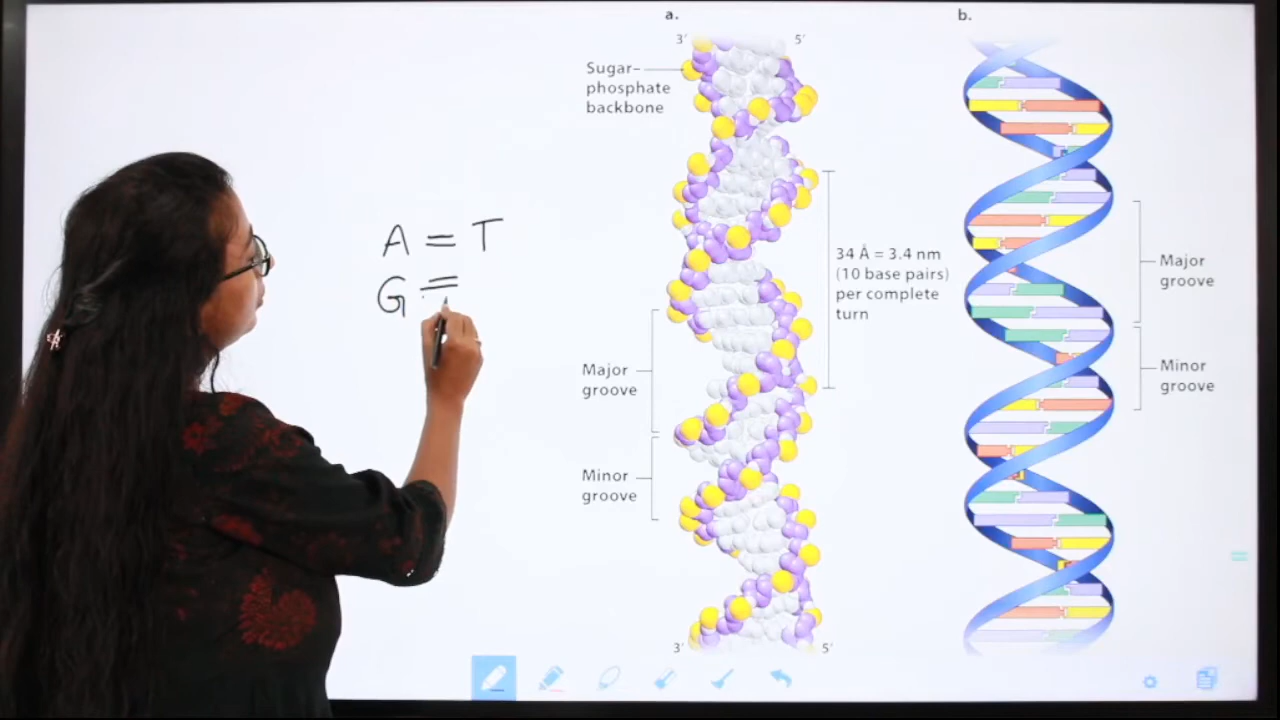 a.
b.
3′
5′
Sugar–
phosphate
backbone
A = T
G =
34 Å = 3.4 nm
(10 base pairs)
per complete
turn
Major
groove
Minor
groove
Major
groove
Minor
groove
3′
5′